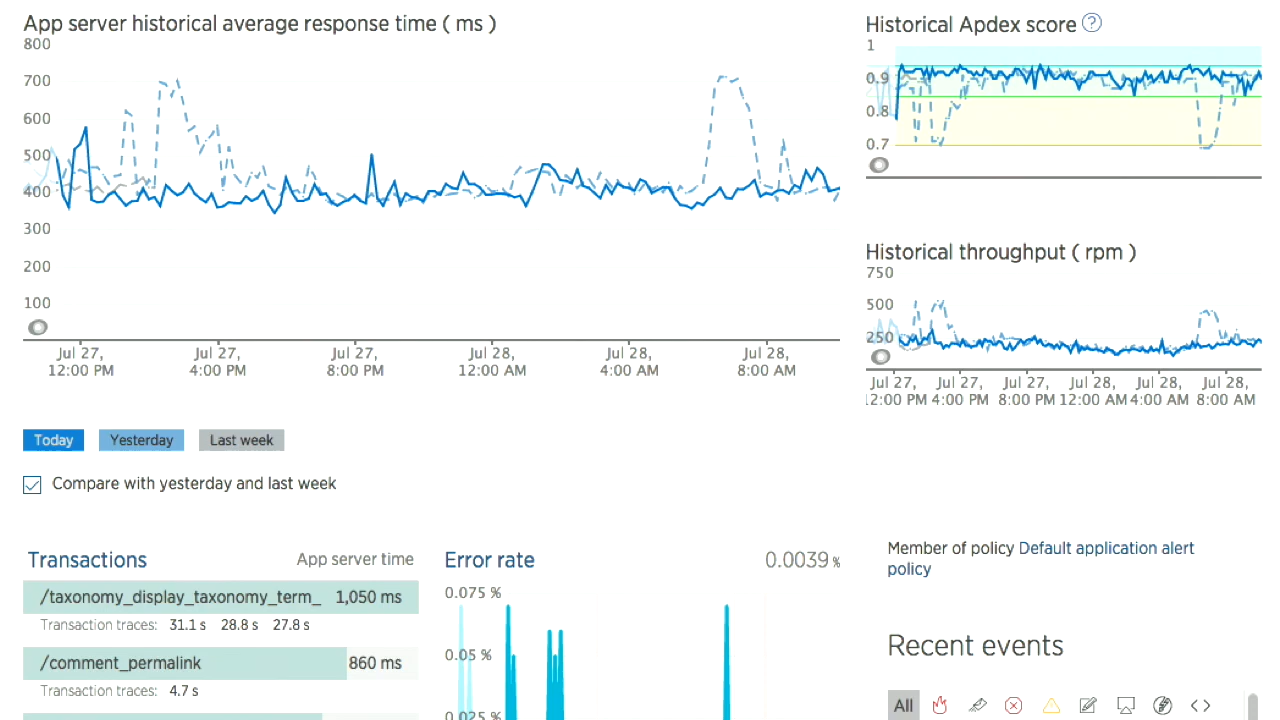 App server historical average response time ( ms )
800
700
600
500
400
300
200
100
Jul 27, 12:00 PM
Jul 27, 4:00 PM
Jul 27, 8:00 PM
Jul 28, 12:00 AM
Jul 28, 4:00 AM
Jul 28, 8:00 AM
Today Yesterday Last week
Compare with yesterday and last week
Historical Apdex score ?
1
0.9
0.8
0.7
Historical throughput ( rpm )
750
500
250
Jul 27, 12:00 PM
Jul 27, 4:00 PM
Jul 27, 8:00 PM
Jul 28, 12:00 AM
Jul 28, 4:00 AM
Jul 28, 8:00 AM
Transactions App server time
/taxonomy_display_taxonomy_term_ 1,050 ms
Transaction traces: 31.1 s 28.8 s 27.8 s
/comment_permalink 860 ms
Transaction traces: 4.7 s
Error rate 0.0039 %
0.075 %
0.05 %
0.025 %
Member of policy Default application alert
policy
Recent events
All